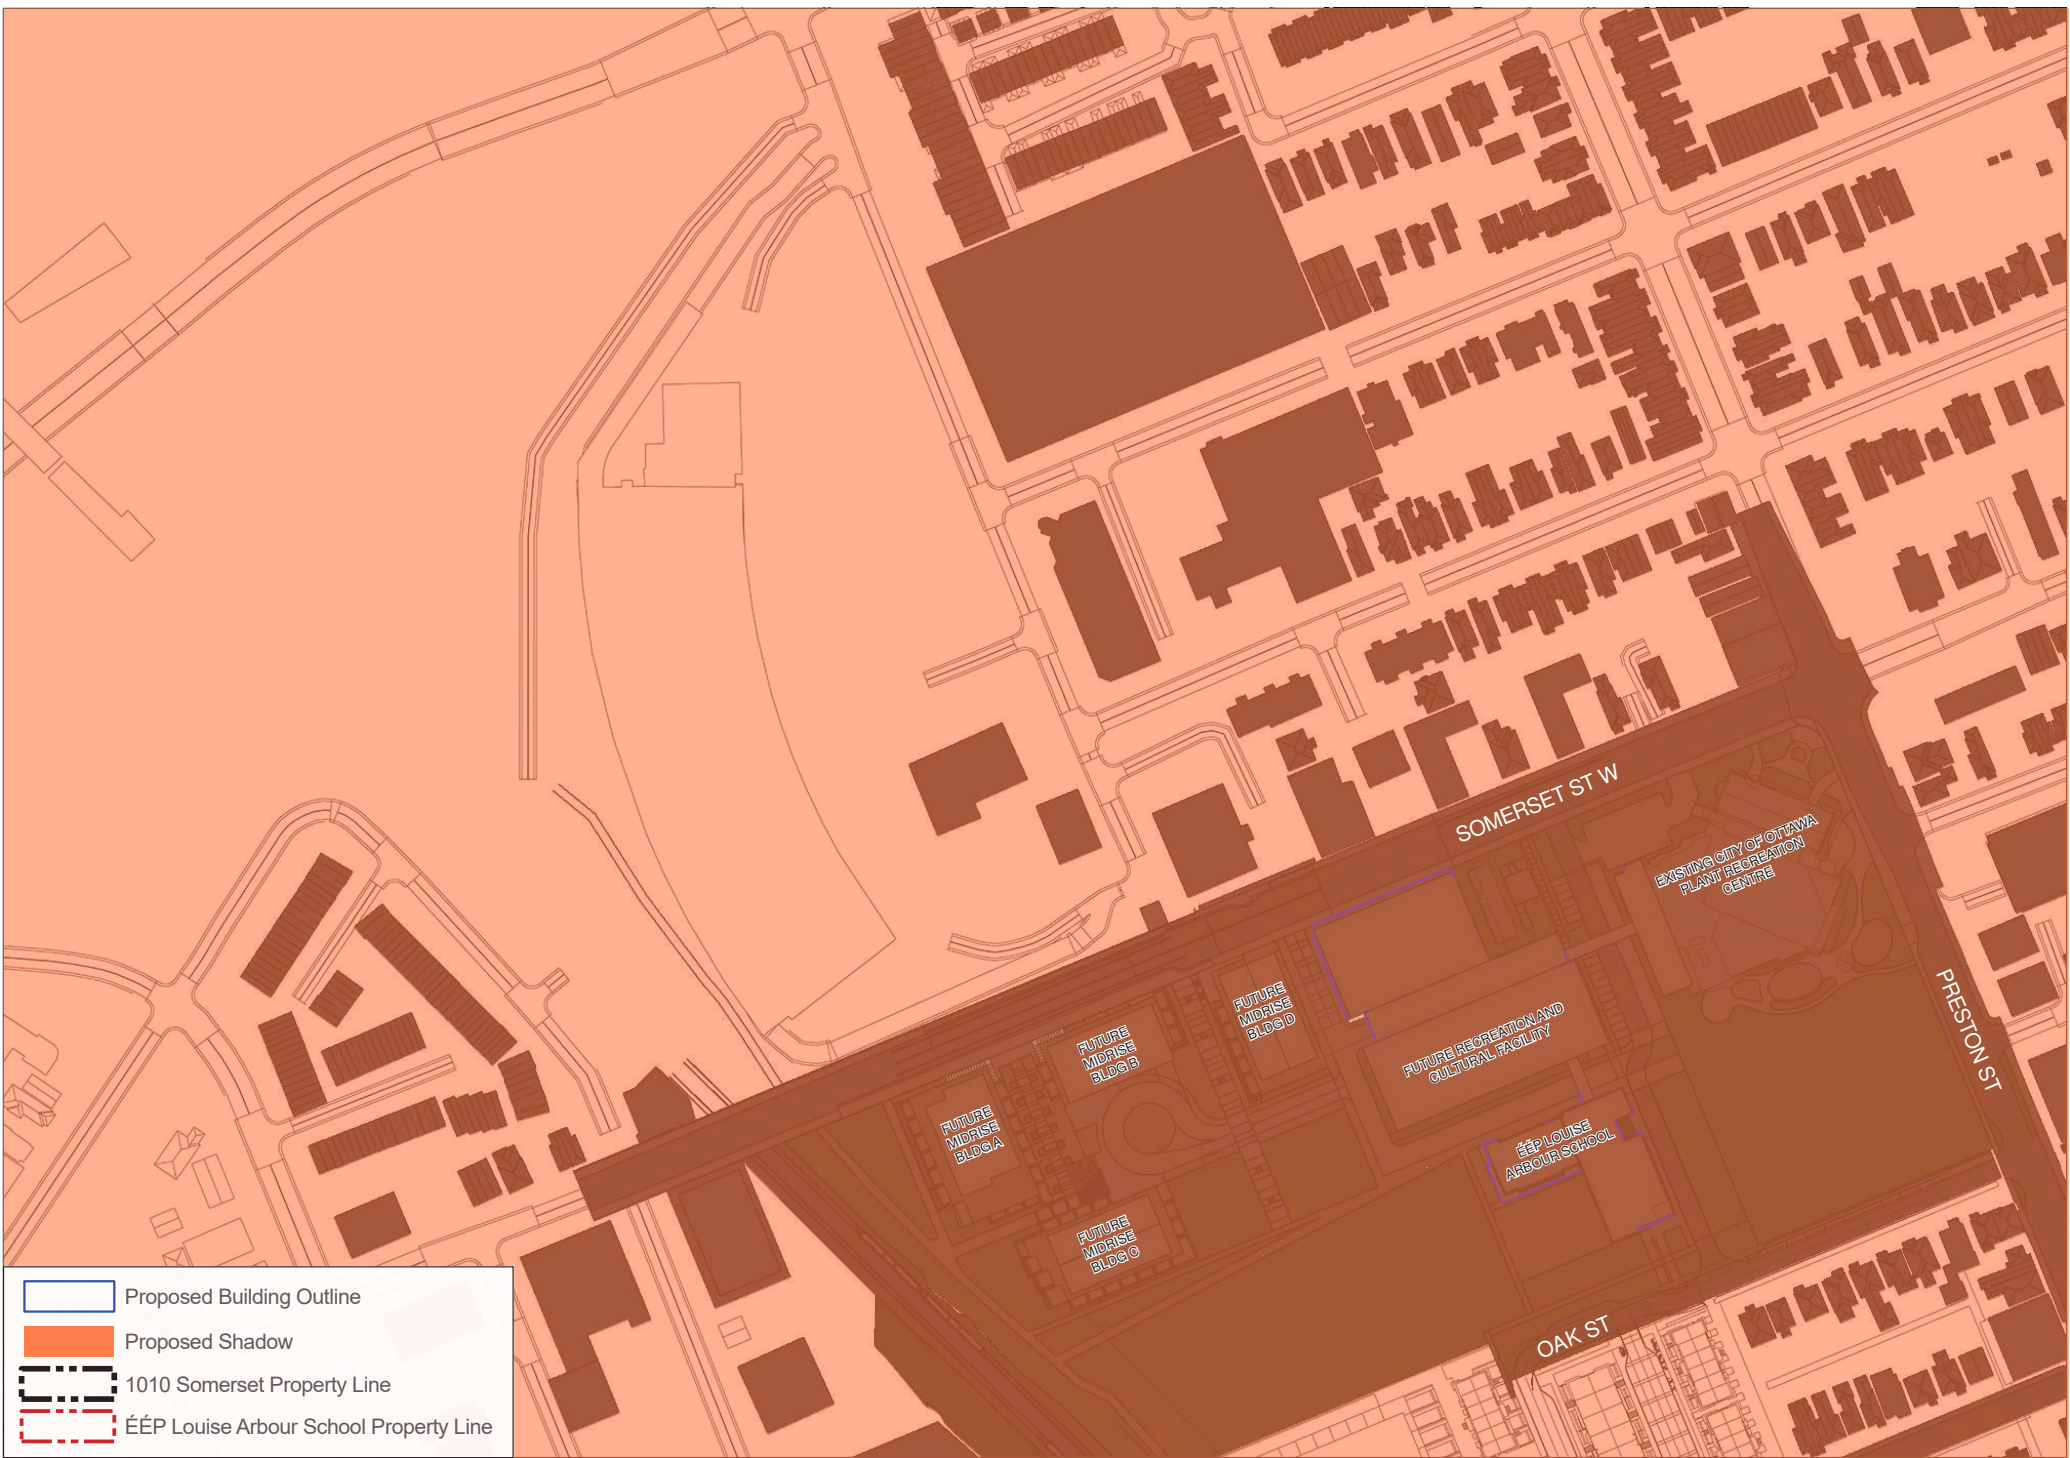 SOMERSET ST W
EXISTING CITY OF OTTAWA
PLANT RECREATION
CENTRE
PRESTON ST
FUTURE
MIDRISE
BLDG D
FUTURE
MIDRISE
BLDG B
FUTURE RECREATION AND
CULTURAL FACILITY
FUTURE
MIDRISE
BLDG A
ÉÉP LOUISE
ARBOUR SCHOOL
FUTURE
MIDRISE
BLDG C
OAK ST
Proposed Building Outline
Proposed Shadow
1010 Somerset Property Line
ÉÉP Louise Arbour School Property Line